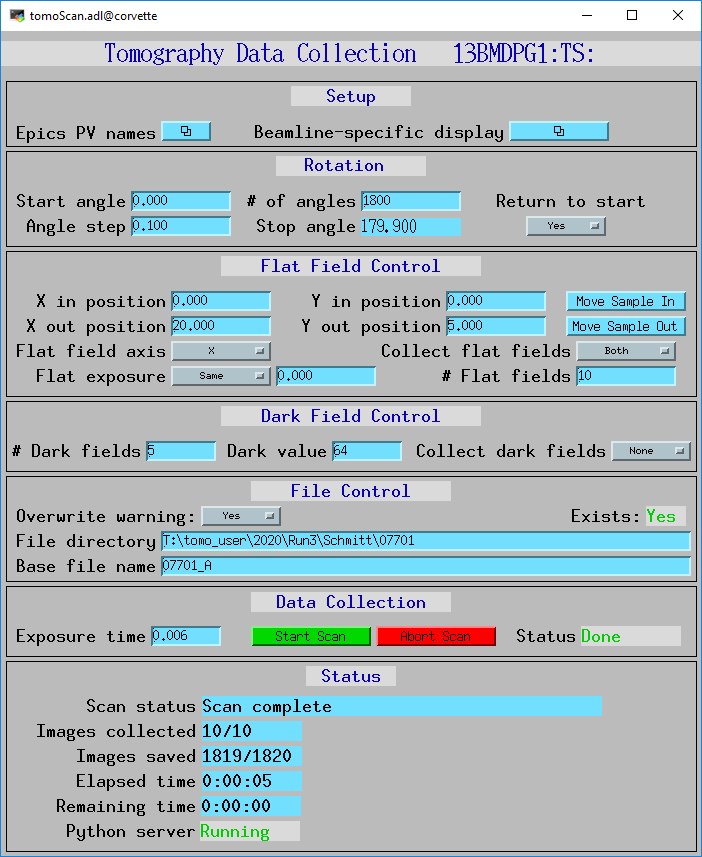 tomoScan.adl@corvette
Tomography Data Collection 13BMDPG1:TS:
Setup
Epics PV names Beamline-specific display
Rotation
Start angle 0.000 # of angles 1800 Return to start
Angle step 0.100 Stop angle 179.900 Yes
Flat Field Control
X in position 0.000 Y in position 0.000 Move Sample In
X out position 20.000 Y out position 5.000 Move Sample Out
Flat field axis X Collect flat fields Both
Flat exposure Same 0.000 # Flat fields 10
Dark Field Control
# Dark fields 5 Dark value 64 Collect dark fields None
File Control
Overwrite warning: Yes Exists: Yes
File directory T:\tomo_user\2020\Run3\Schmitt\07701
Base file name 07701_A
Data Collection
Exposure time 0.006 Start Scan Abort Scan Status Done
Status
Scan status Scan complete
Images collected 10/10
Images saved 1819/1820
Elapsed time 0:00:05
Remaining time 0:00:00
Python server Running